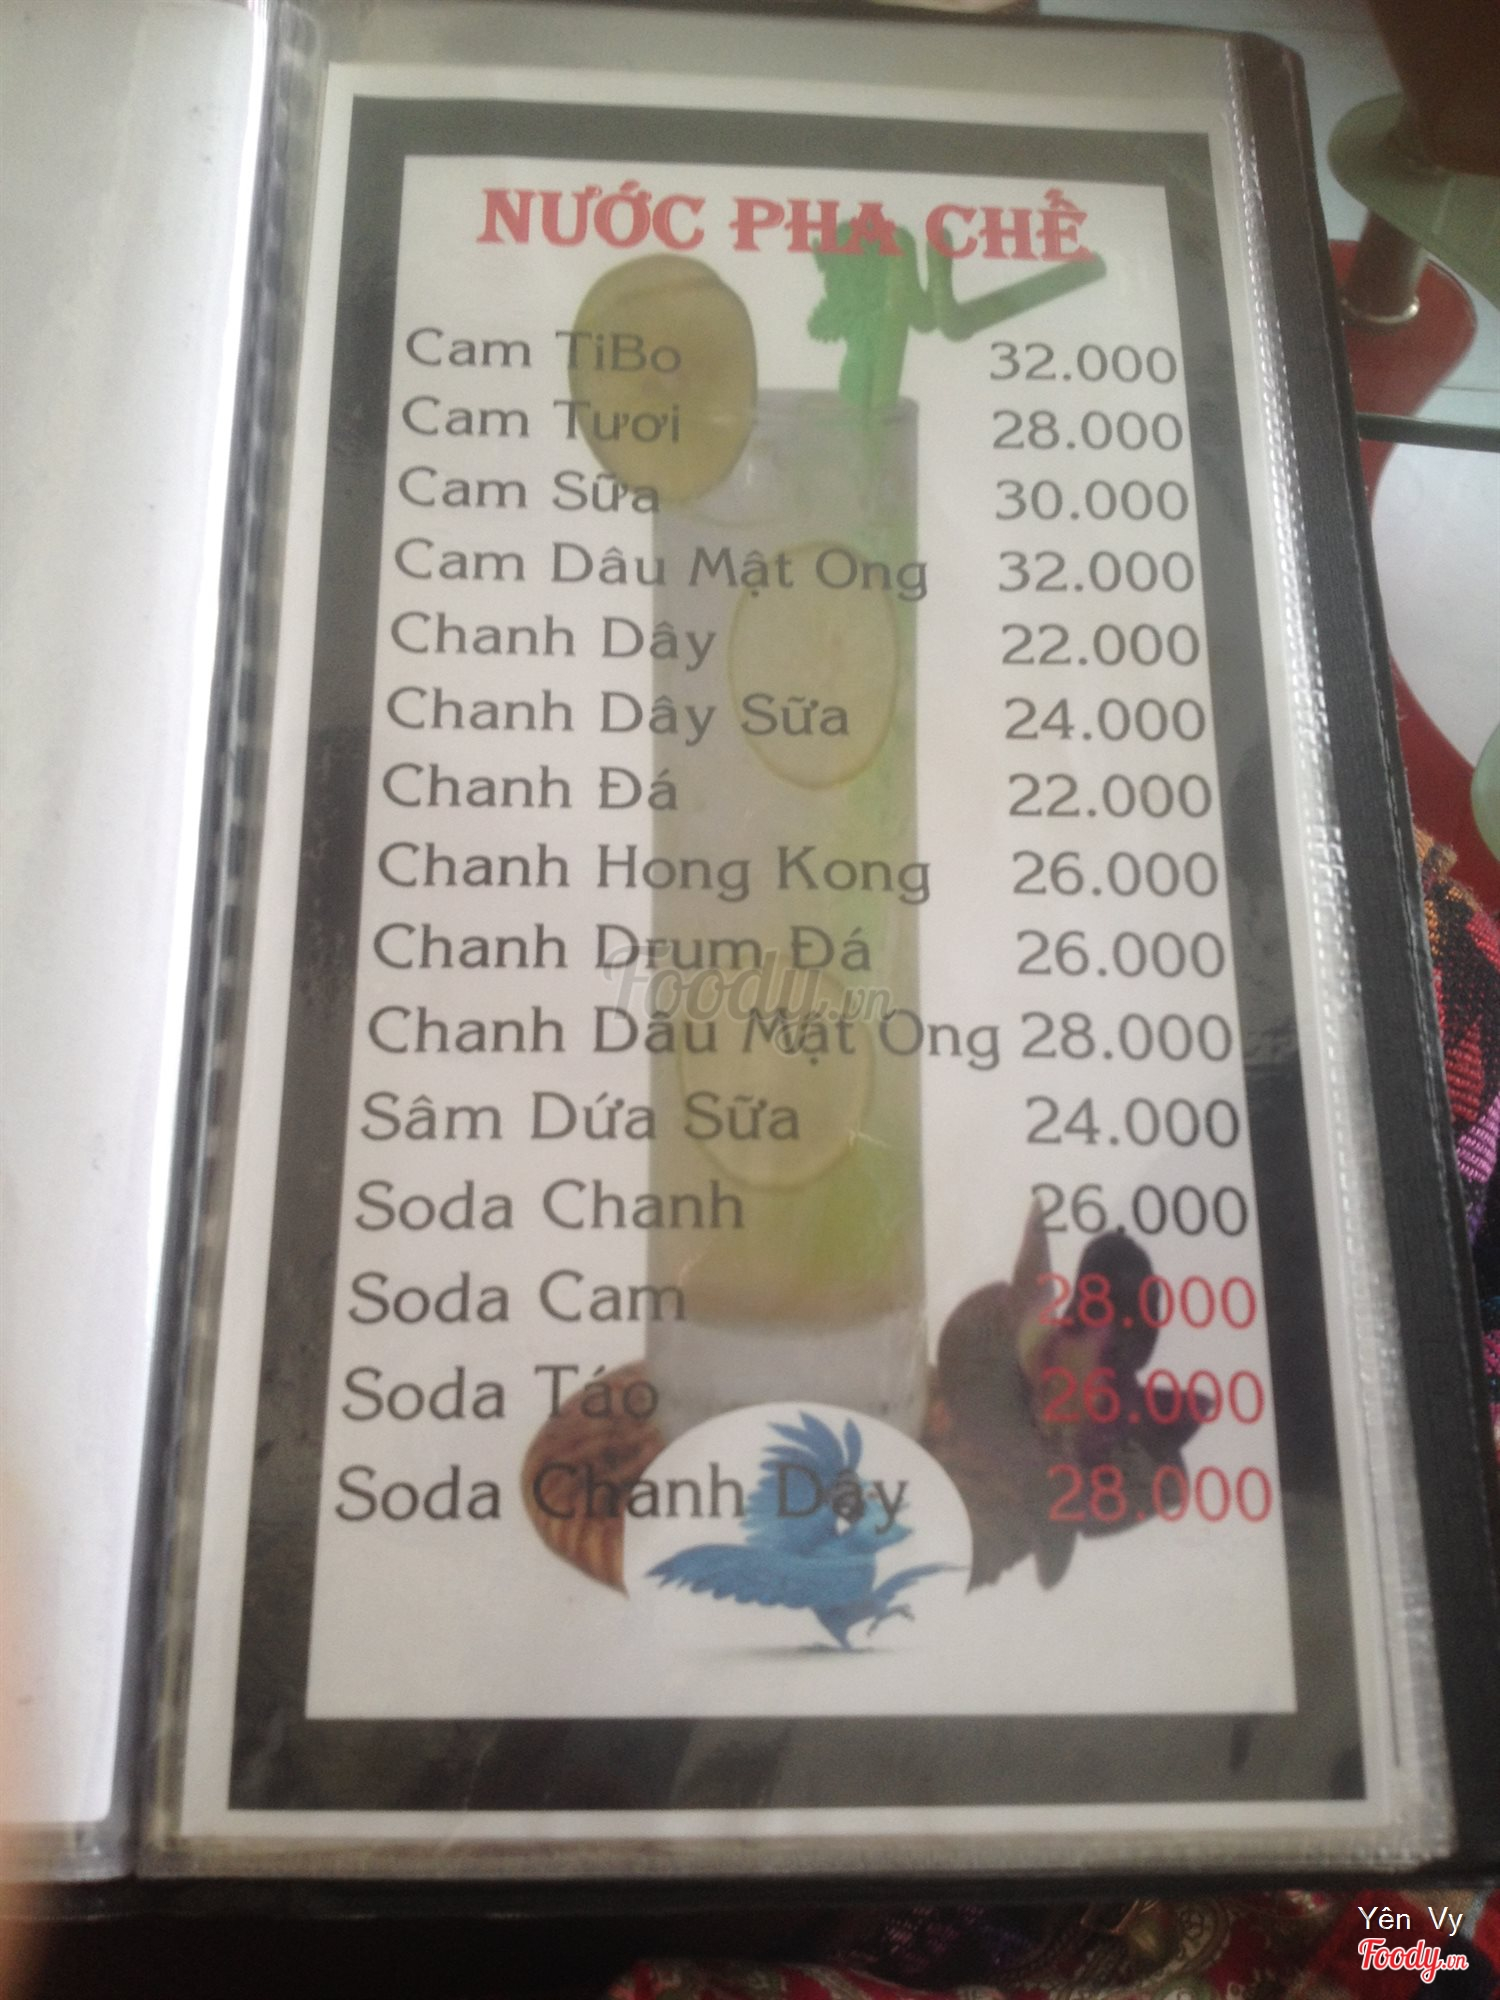 NƯỚC PHA CHẾ
Cam TiBo 32.000
Cam Tươi 28.000
Cam Sữa 30.000
Cam Dâu Mật Ong 32.000
Chanh Dây 22.000
Chanh Dây Sữa 24.000
Chanh Đá 22.000
Chanh Hong Kong 26.000
Chanh Drum Đá 26.000
Chanh Dâu Mật Ong 28.000
Sâm Dứa Sữa 24.000
Soda Chanh 26.000
Soda Cam 28.000
Soda Táo 26.000
Soda Chanh Dây 28.000
Foody.vn
Yên Vy
Foody.vn